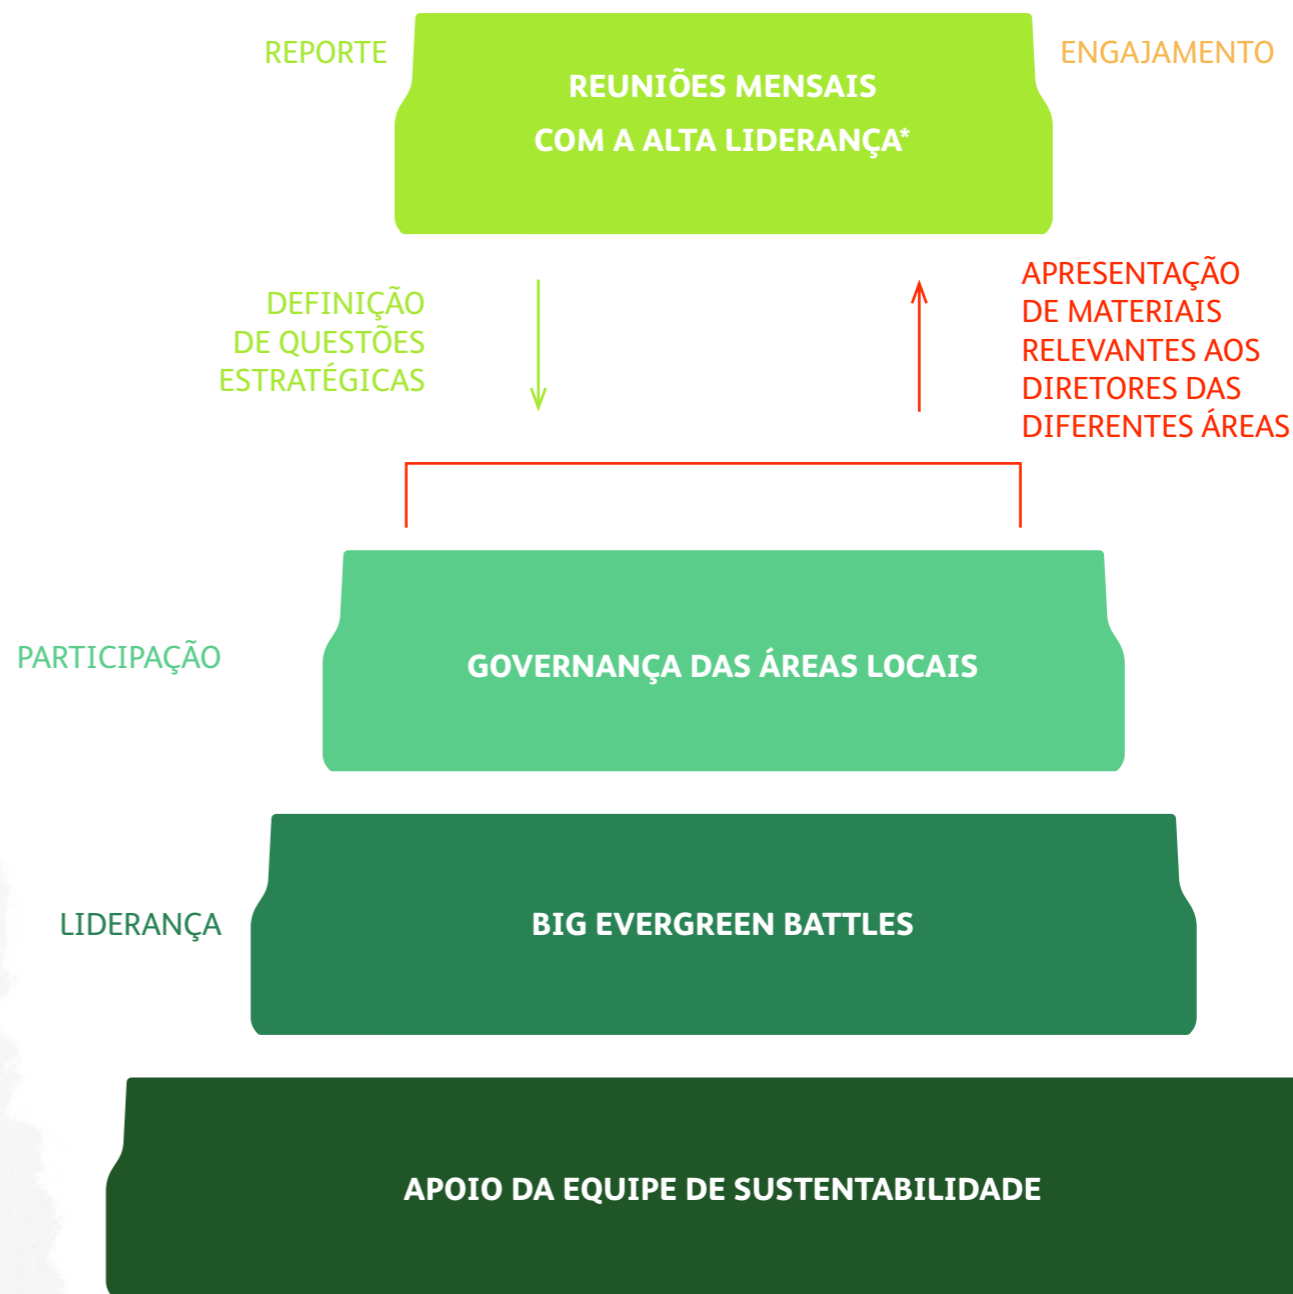 REPORTE
REUNIÕES MENSAIS
COM A ALTA LIDERANÇA*
ENGAJAMENTO
DEFINIÇÃO
DE QUESTÕES
ESTRATÉGICAS
APRESENTAÇÃO
DE MATERIAIS
RELEVANTES AOS
DIRETORES DAS
DIFERENTES ÁREAS
PARTICIPAÇÃO
GOVERNANÇA DAS ÁREAS LOCAIS
LIDERANÇA
BIG EVERGREEN BATTLES
APOIO DA EQUIPE DE SUSTENTABILIDADE